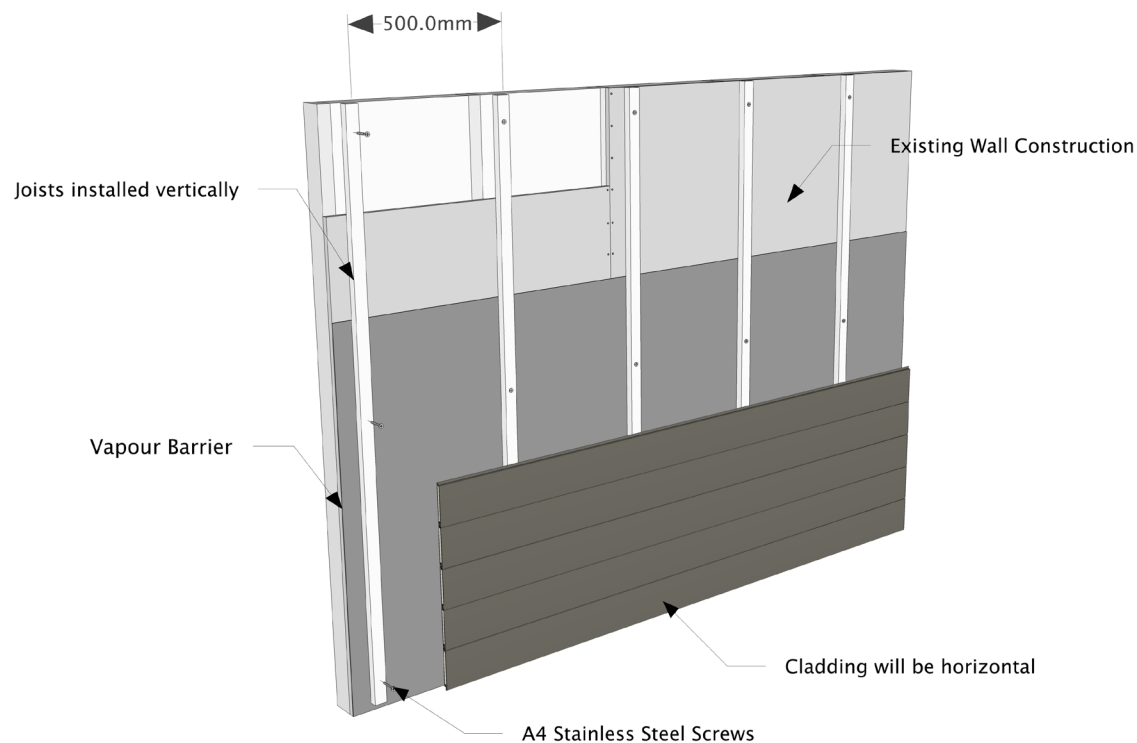 500.0mm
Existing Wall Construction
Joists installed vertically
Vapour Barrier
Cladding will be horizontal
A4 Stainless Steel Screws